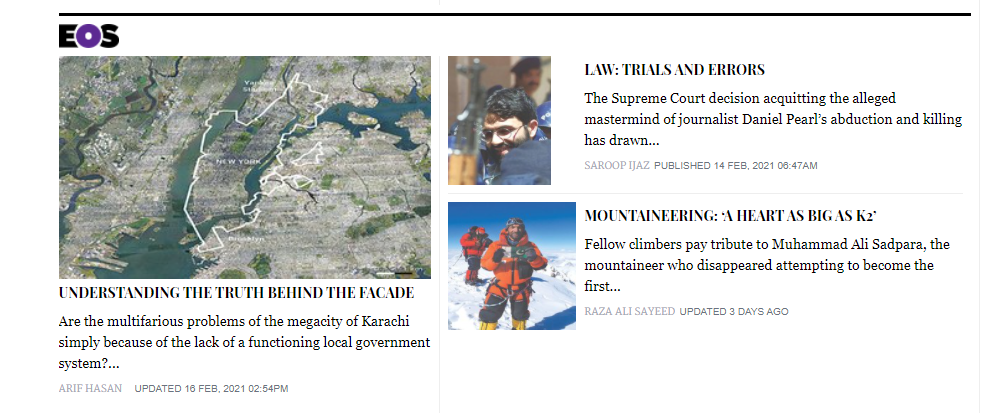 EOS
Yankee
Stadium
NEW YORK
Brooklyn
UNDERSTANDING THE TRUTH BEHIND THE FACADE
Are the multifarious problems of the megacity of Karachi
simply because of the lack of a functioning local government
system?...
ARIF HASAN UPDATED 16 FEB, 2021 02:54PM
LAW: TRIALS AND ERRORS
The Supreme Court decision acquitting the alleged
mastermind of journalist Daniel Pearl’s abduction and killing
has drawn...
SAROOP IJAZ PUBLISHED 14 FEB, 2021 06:47AM
MOUNTAINEERING: ‘A HEART AS BIG AS K2’
Fellow climbers pay tribute to Muhammad Ali Sadpara, the
mountaineer who disappeared attempting to become the
first...
RAZA ALI SAYEED UPDATED 3 DAYS AGO